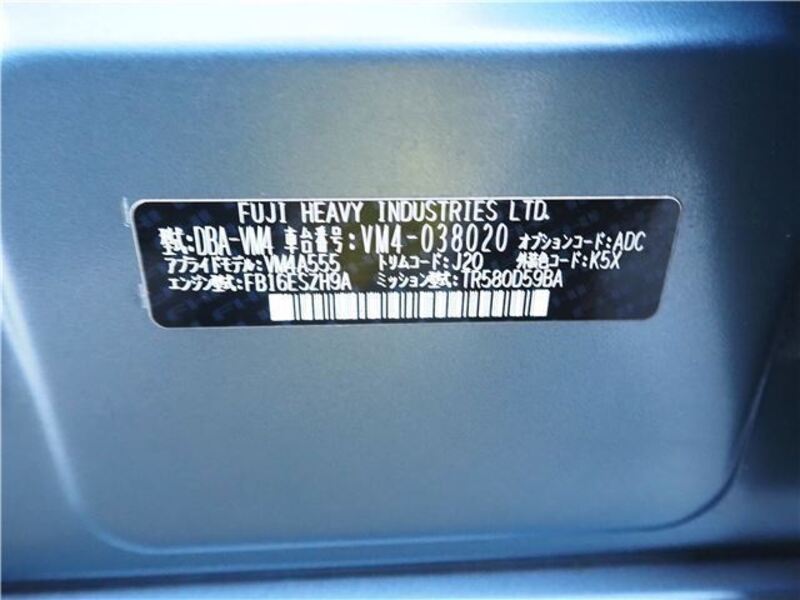 FUJI HEAVY INDUSTRIES LTD.
型式:DBA-VM4 車台番号:VM4-038020 オプションコード:ADC
アプライドモデル:VM4A555 トリムコード:J20 外装色コード:K5X
エンジン型式:FB16ESZH9A ミッション型式:TR580D59BA